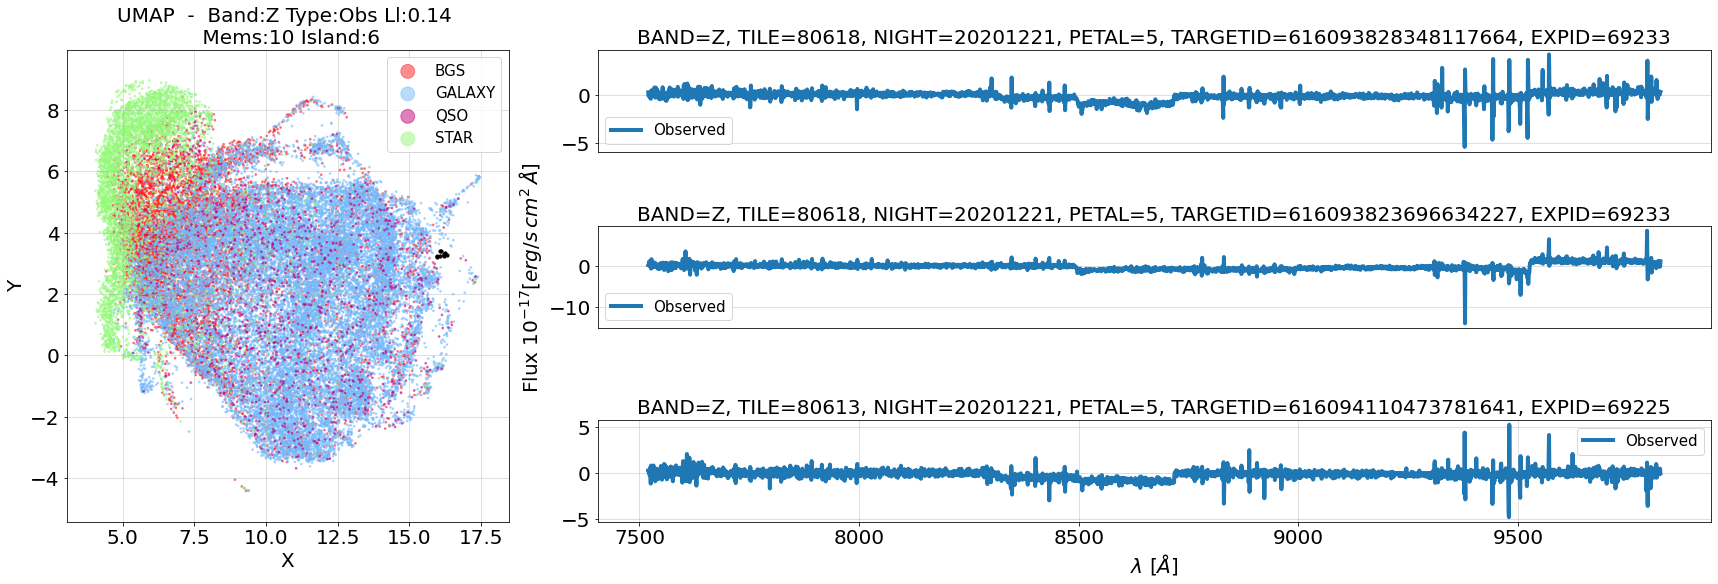 UMAP  -  Band:Z Type:Obs Ll:0.14
Mems:10 Island:6
BGS
GALAXY
QSO
STAR
Y
8
6
4
2
0
−2
−4
5.0 7.5 10.0 12.5 15.0 17.5
X
Flux 10⁻¹⁷[erg/s cm² Å]
BAND=Z, TILE=80618, NIGHT=20201221, PETAL=5, TARGETID=616093828348117664, EXPID=69233
0
−5
Observed
BAND=Z, TILE=80618, NIGHT=20201221, PETAL=5, TARGETID=616093823696634227, EXPID=69233
0
−10
Observed
BAND=Z, TILE=80613, NIGHT=20201221, PETAL=5, TARGETID=616094110473781641, EXPID=69225
5
0
−5
Observed
7500 8000 8500 9000 9500
λ [Å]